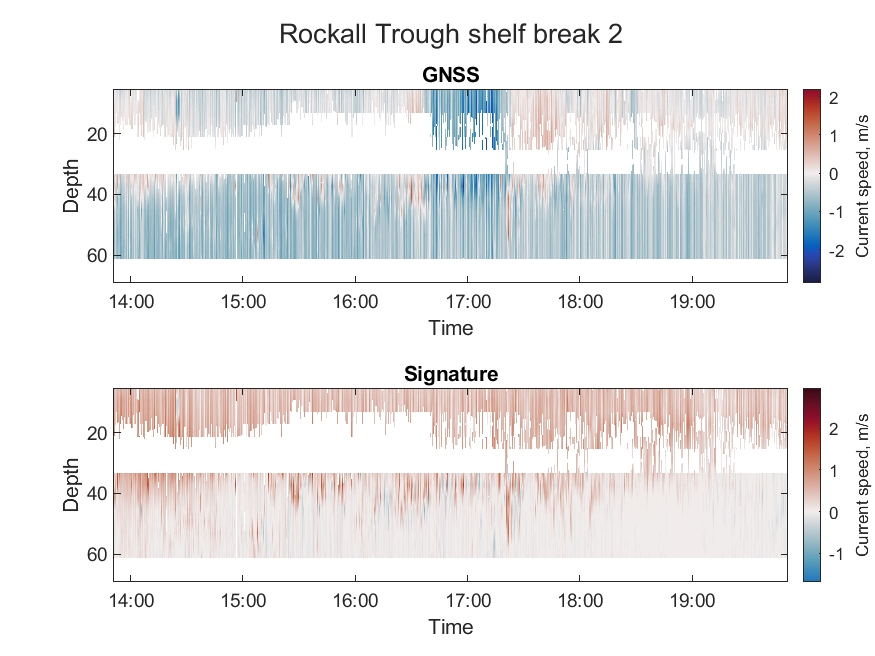 Rockall Trough shelf break 2
GNSS
20
40
60
Depth
14:00 15:00 16:00 17:00 18:00 19:00
Time
2
1
0
-1
-2
Current speed, m/s
Signature
20
40
60
Depth
14:00 15:00 16:00 17:00 18:00 19:00
Time
2
1
0
-1
Current speed, m/s